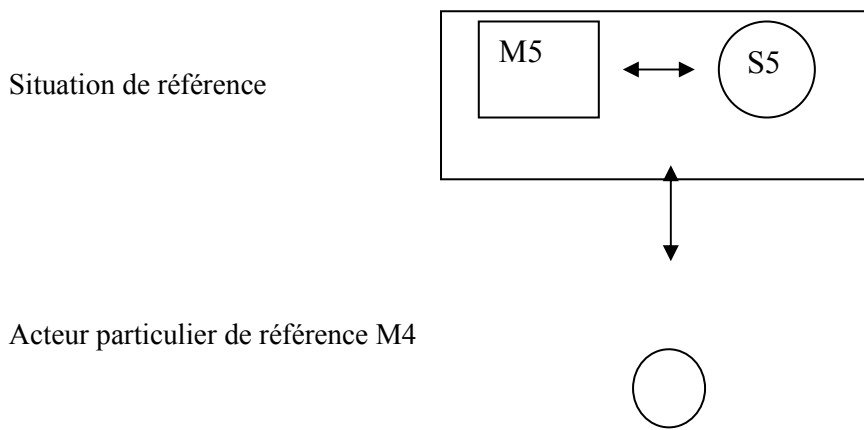 M5
S5
Situation de référence
Acteur particulier de référence M4